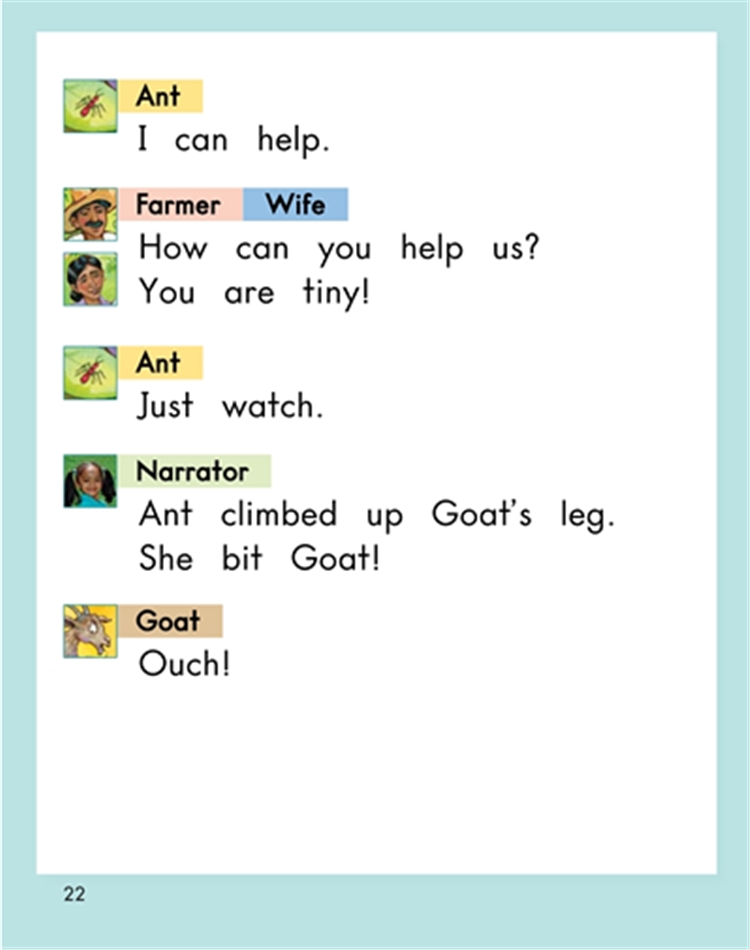 Ant
I can help.
Farmer Wife
How can you help us?
You are tiny!
Ant
Just watch.
Narrator
Ant climbed up Goat's leg.
She bit Goat!
Goat
Ouch!
22